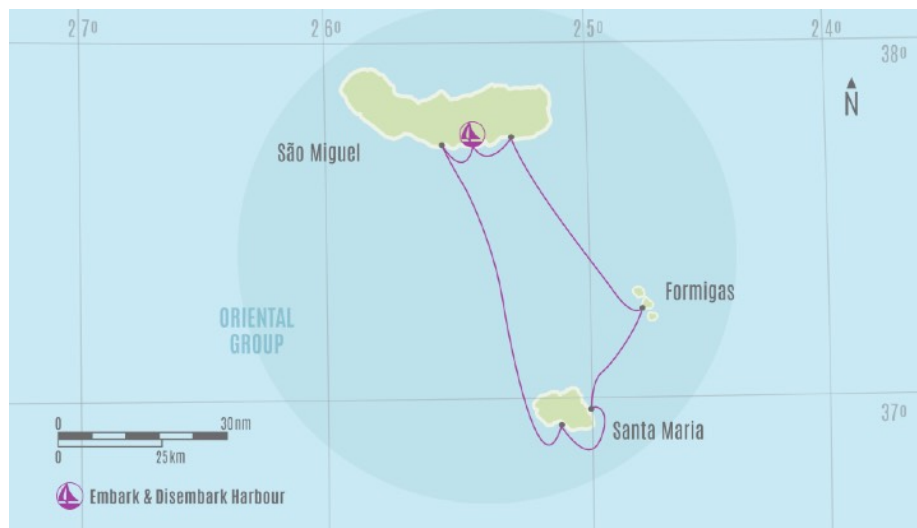 27º
26º
25º
24º
38º
N
São Miguel
Formigas
ORIENTAL
GROUP
37º
0
30nm
Santa Maria
0
25km
Embark & Disembark Harbour